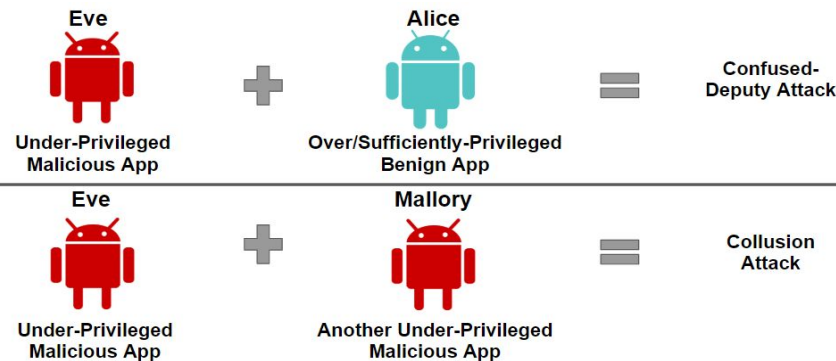 Eve
Alice
Confused-
Deputy Attack
Under-Privileged
Malicious App
Over/Sufficiently-Privileged
Benign App
Eve
Mallory
Collusion
Attack
Under-Privileged
Malicious App
Another Under-Privileged
Malicious App